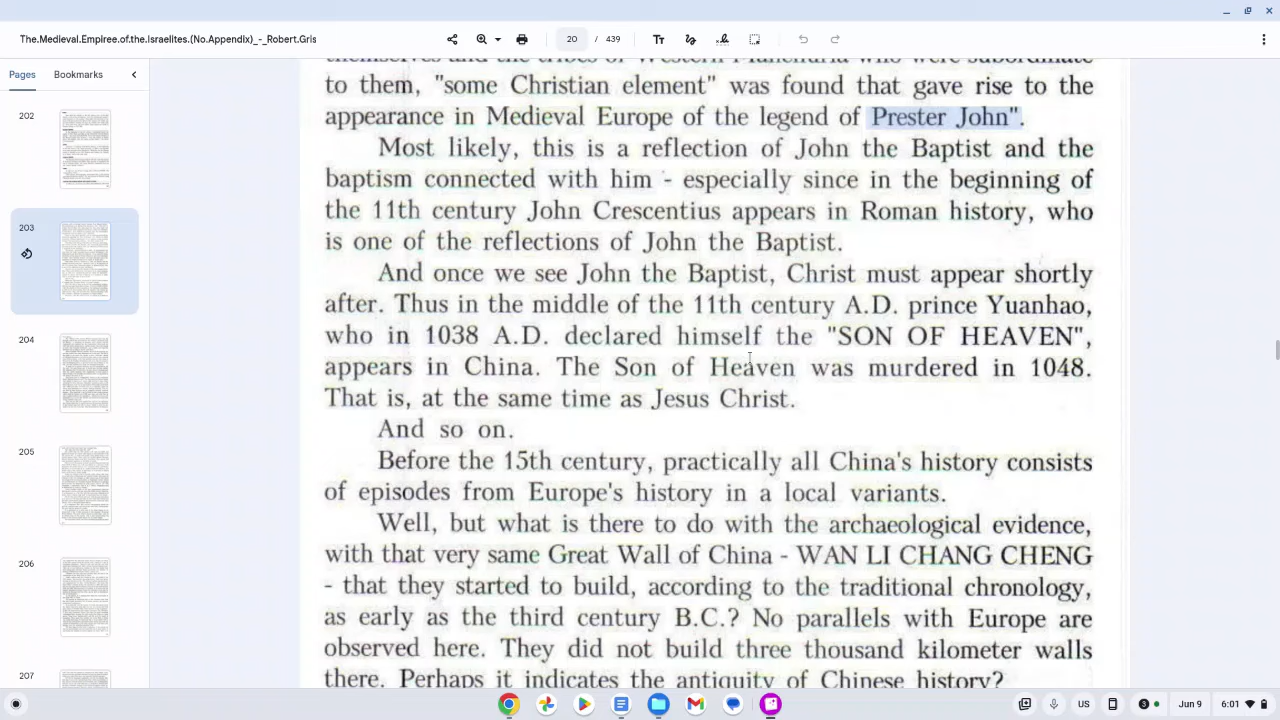 The.Medieval.Empiree.of.the.Israelites.(No.Appendix)_-_Robert.Gris
20 / 439
Pages
Bookmarks
202
203
204
205
206
themselves and the tribes of Western Manchuria who were subordinate
to them, "some Christian element" was found that gave rise to the
appearance in Medieval Europe of the legend of Prester John".
Most likely, this is a reflection of John the Baptist and the
baptism connected with him - especially since in the beginning of
the 11th century John Crescentius appears in Roman history, who
is one of the reflections of John the Baptist.
And once we see John the Baptist, Christ must appear shortly
after. Thus in the middle of the 11th century A.D. prince Yuanhao,
who in 1038 A.D. declared himself the "SON OF HEAVEN",
appears in China. The Son of Heaven was murdered in 1048.
That is, at the same time as Jesus Christ.
And so on.
Before the 15th century, practically all China's history consists
of episodes from Europe's history in a local variants.
Well, but what is there to do with the archaeological evidence,
with that very same Great Wall of China - WAN LI CHANG CHENG
- that they started to build, according to the traditional chronology,
as early as the third century B.C.? No parallels with Europe are
observed here. They did not build three thousand kilometer walls
there. Perhaps it indicates the antiquity of Chinese history?
US
3
Jun 9
6:01